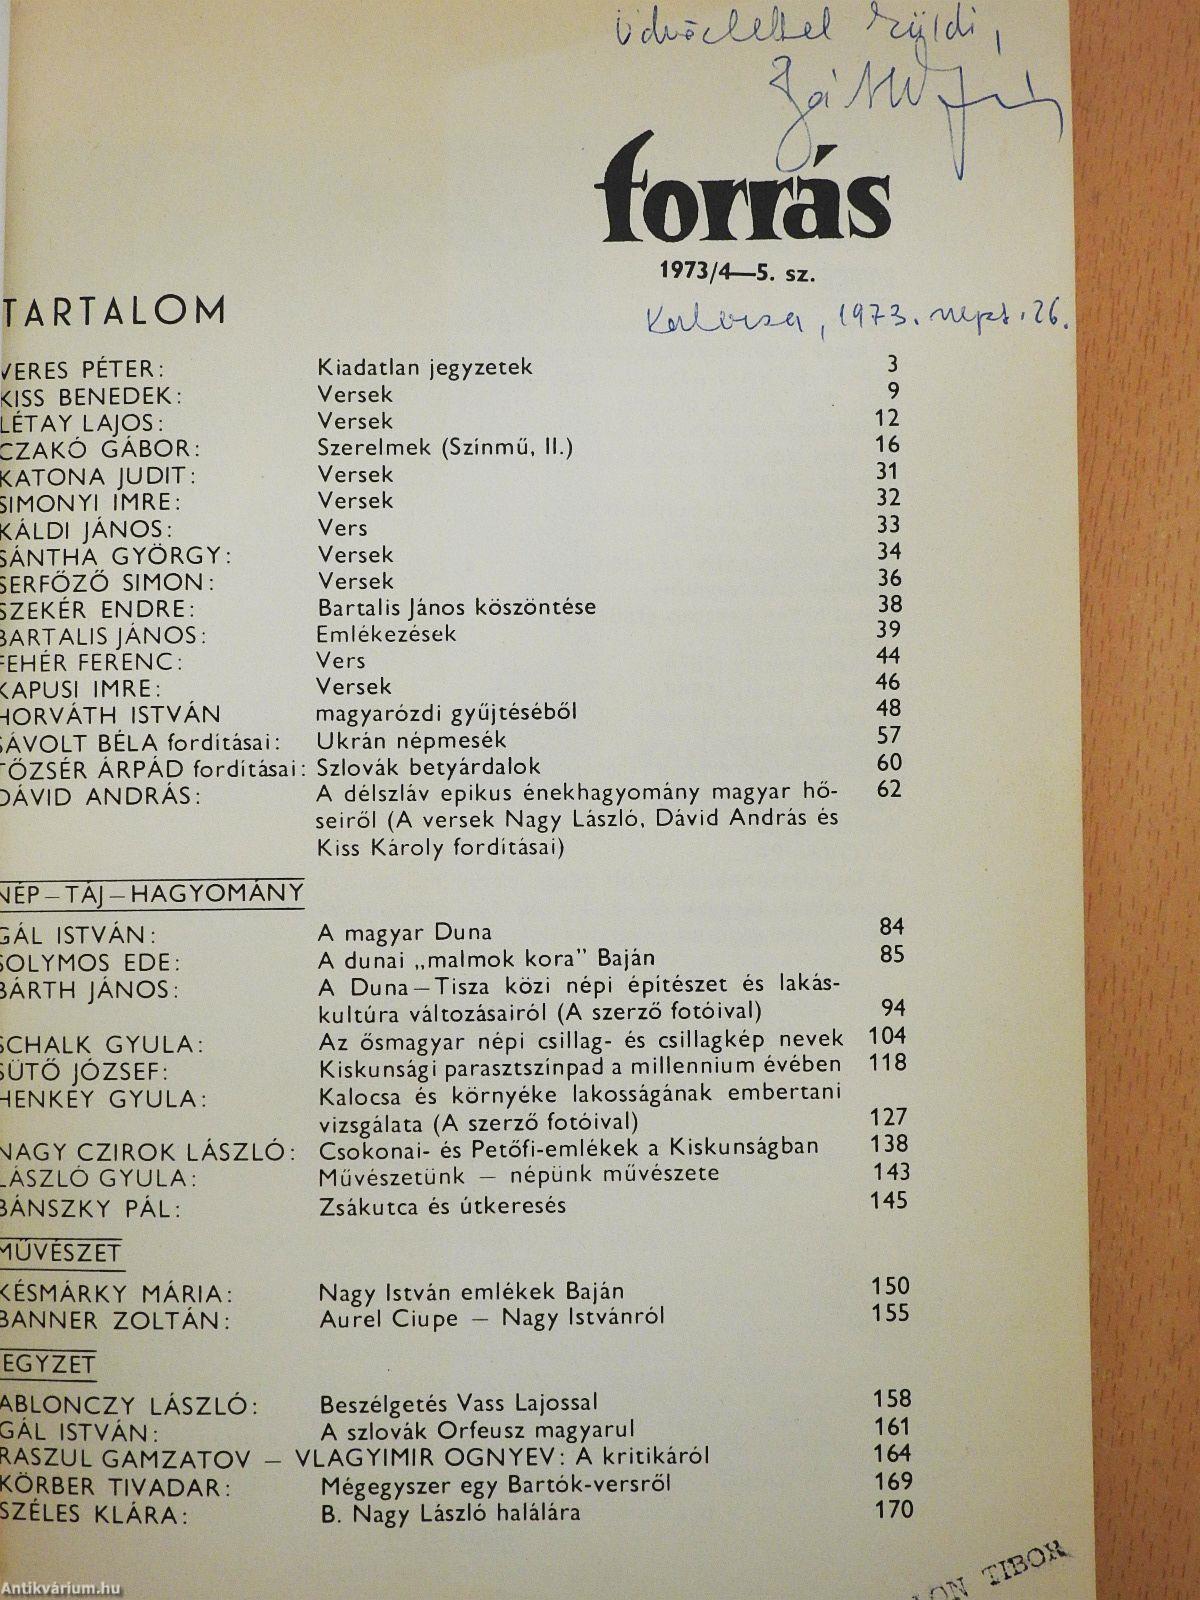 Üdvözlettel küldi,
forrás
1973/4—5. sz.
Kalocsa, 1973. szept. 26.
TARTALOM
VERES PÉTER: Kiadatlan jegyzetek 3
KISS BENEDEK: Versek 9
LÉTAY LAJOS: Versek 12
CZAKÓ GÁBOR: Szerelmek (Színmű, II.) 16
KATONA JUDIT: Versek 31
SIMONYI IMRE: Versek 32
KÁLDI JÁNOS: Vers 33
SÁNTHA GYÖRGY: Versek 34
SERFŐZŐ SIMON: Versek 36
SZEKÉR ENDRE: Bartalis János köszöntése 38
BARTALIS JÁNOS: Emlékezések 39
FEHÉR FERENC: Vers 44
KAPUSI IMRE: Versek 46
HORVÁTH ISTVÁN magyarózdi gyűjtéséből 48
SÁVOLT BÉLA fordításai: Ukrán népmesék 57
TŐZSÉR ÁRPÁD fordításai: Szlovák betyárdalok 60
DÁVID ANDRÁS: A délszláv epikus énekhagyomány magyar hő- 62
seiről (A versek Nagy László, Dávid András és
Kiss Károly fordításai)
NÉP—TÁJ—HAGYOMÁNY
GÁL ISTVÁN: A magyar Duna 84
SOLYMOS EDE: A dunai „malmok kora” Baján 85
BÁRTH JÁNOS: A Duna—Tisza közi népi építészet és lakás-
kultúra változásairól (A szerző fotóival) 94
SCHALK GYULA: Az ősmagyar népi csillag- és csillagkép nevek 104
SÜTŐ JÓZSEF: Kiskunsági parasztszínpad a millennium évében 118
HENKEY GYULA: Kalocsa és környéke lakosságának embertani
vizsgálata (A szerző fotóival) 127
NAGY CZIROK LÁSZLÓ: Csokonai- és Petőfi-emlékek a Kiskunságban 138
LÁSZLÓ GYULA: Művészetünk — népünk művészete 143
BÁNSZKY PÁL: Zsákutca és útkeresés 145
MŰVÉSZET
KÉSMÁRKY MÁRIA: Nagy István emlékek Baján 150
BANNER ZOLTÁN: Aurel Ciupe — Nagy Istvánról 155
EGYZET
ABLONCZY LÁSZLÓ: Beszélgetés Vass Lajossal 158
GÁL ISTVÁN: A szlovák Orfeusz magyarul 161
RASZUL GAMZATOV — VLAGYIMIR OGNYEV: A kritikáról 164
KÖRBER TIVADAR: Mégegyszer egy Bartók-versről 169
SZÉLES KLÁRA: B. Nagy László halálára 170
LON TIBOR
Antikvárium.hu